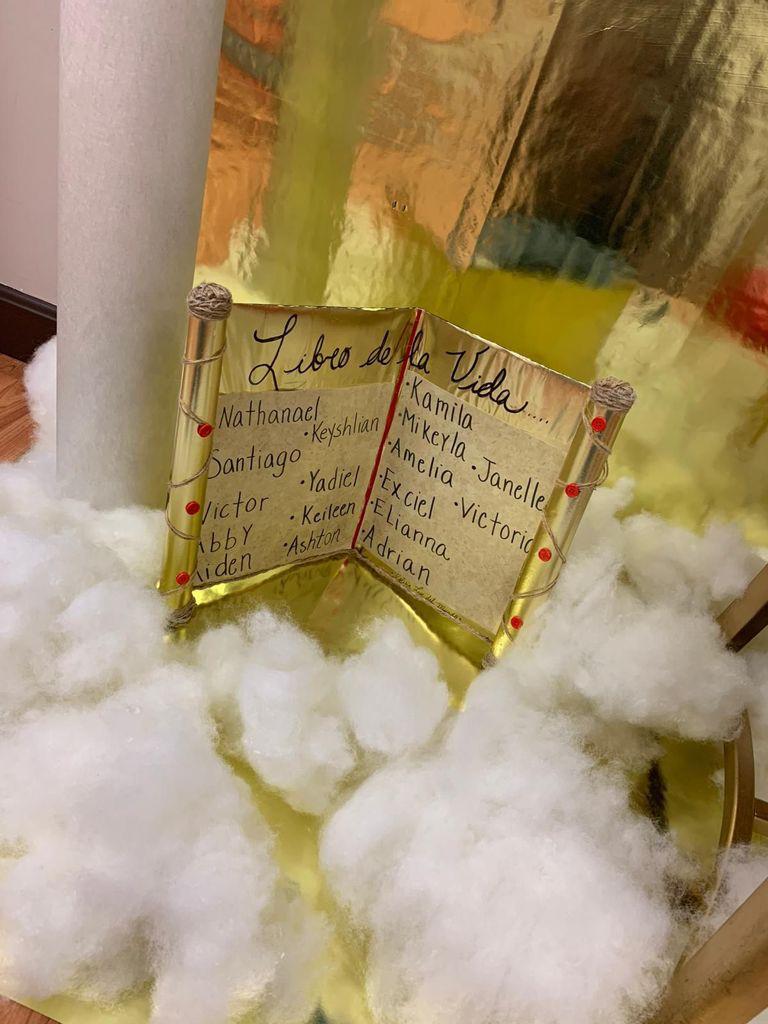 Libro de la Vida....
Nathanael
• Keyshlian
Santiago
• Yadiel
Victor
• Keileen
Abby
• Ashton
Aiden
• Kamila
• Mikeyla
• Amelia
• Janelle
• Exciel
• Victoria
• Elianna
• Adrian